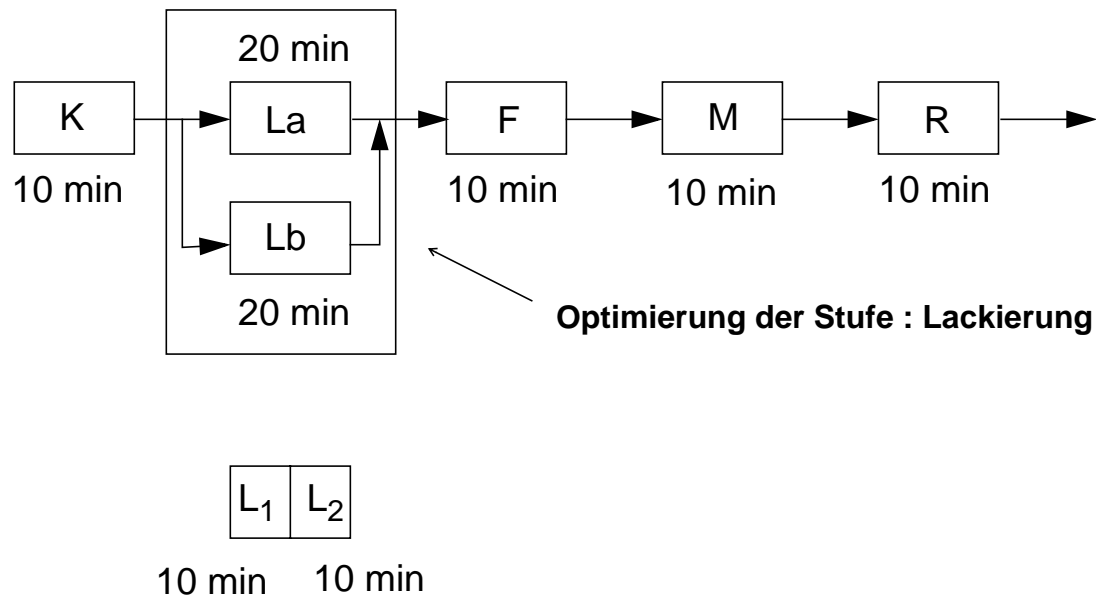 20 min
K
La
F
M
R
10 min
10 min
10 min
10 min
Lb
20 min
Optimierung der Stufe : Lackierung
L₁ L₂
10 min 10 min